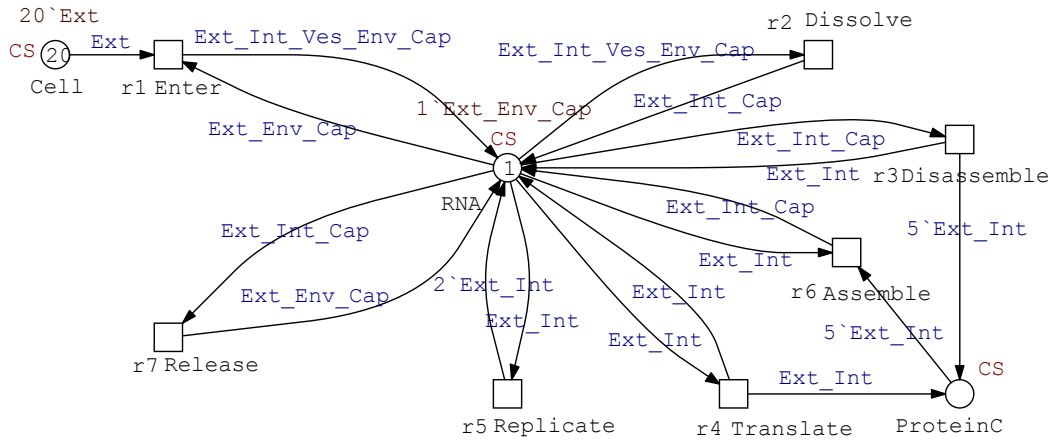 20`Ext
r2 Dissolve
Ext
Ext_Int_Ves_Env_Cap
Ext_Int_Ves_Env_Cap
CS
20
Cell
r1 Enter
Ext_Int_Cap
1`Ext_Env_Cap
Ext_Env_Cap
CS
Ext_Int_Cap
1
Ext_Int
r3Disassemble
RNA
Ext_Int_Cap
Ext_Int_Cap
5`Ext_Int
Ext_Int
2`Ext_Int
Ext_Int
r6 Assemble
Ext_Env_Cap
Ext_Int
Ext_Int
5`Ext_Int
r7 Release
CS
Ext_Int
r5 Replicate
r4 Translate
ProteinC